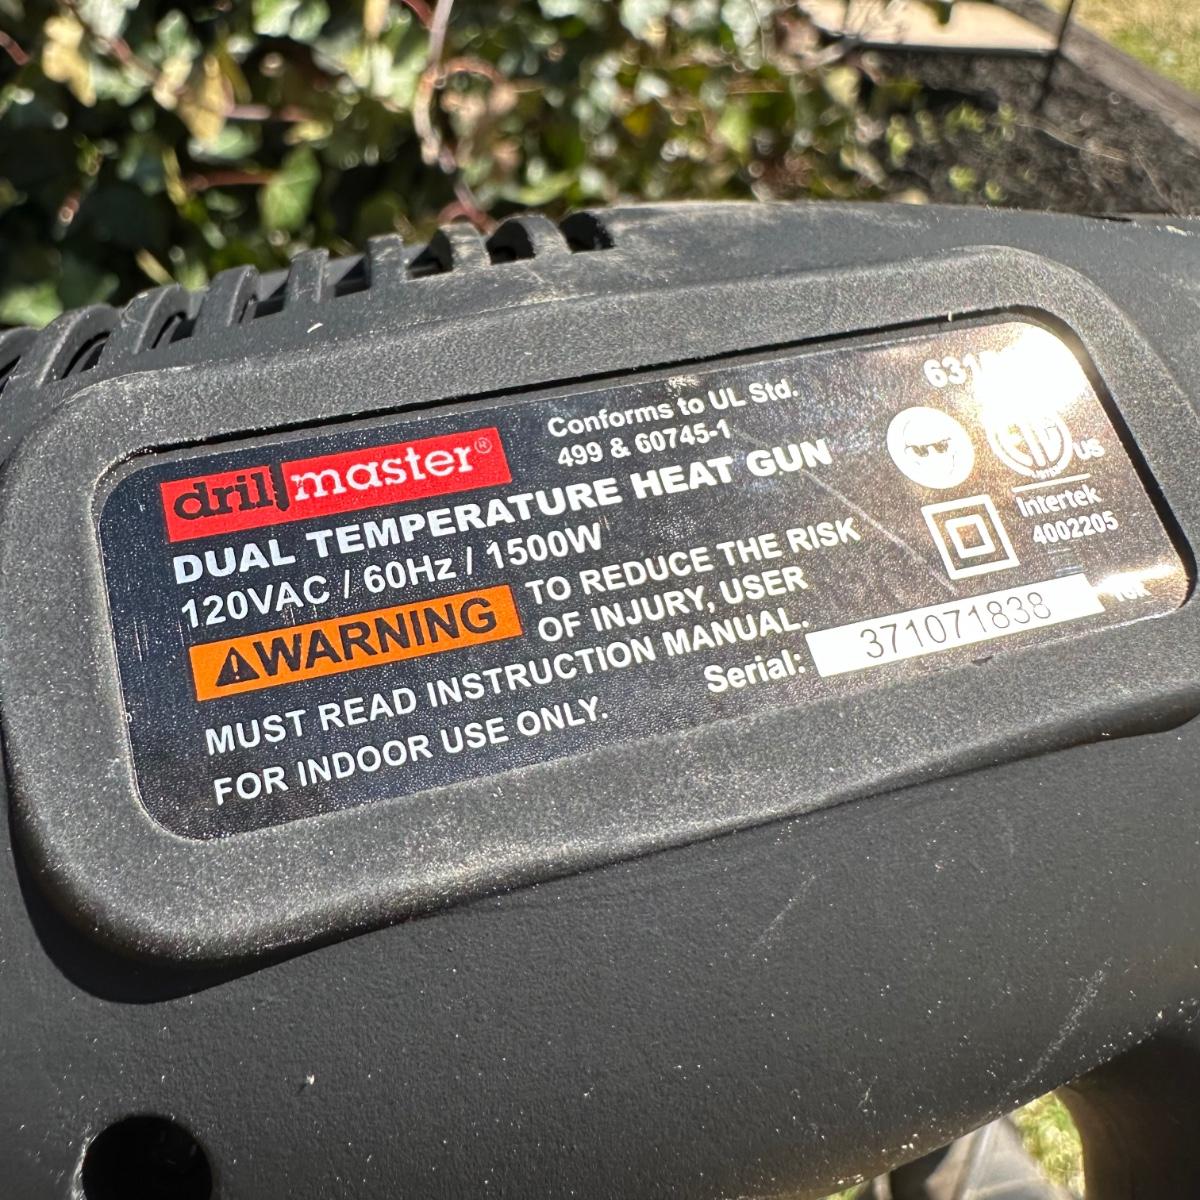 drillmaster®
Conforms to UL Std.
499 & 60745-1
DUAL TEMPERATURE HEAT GUN
120VAC / 60Hz / 1500W
WARNING TO REDUCE THE RISK
OF INJURY, USER
MUST READ INSTRUCTION MANUAL.
FOR INDOOR USE ONLY.
Serial: 371071838
ETL
US
Intertek
4002205